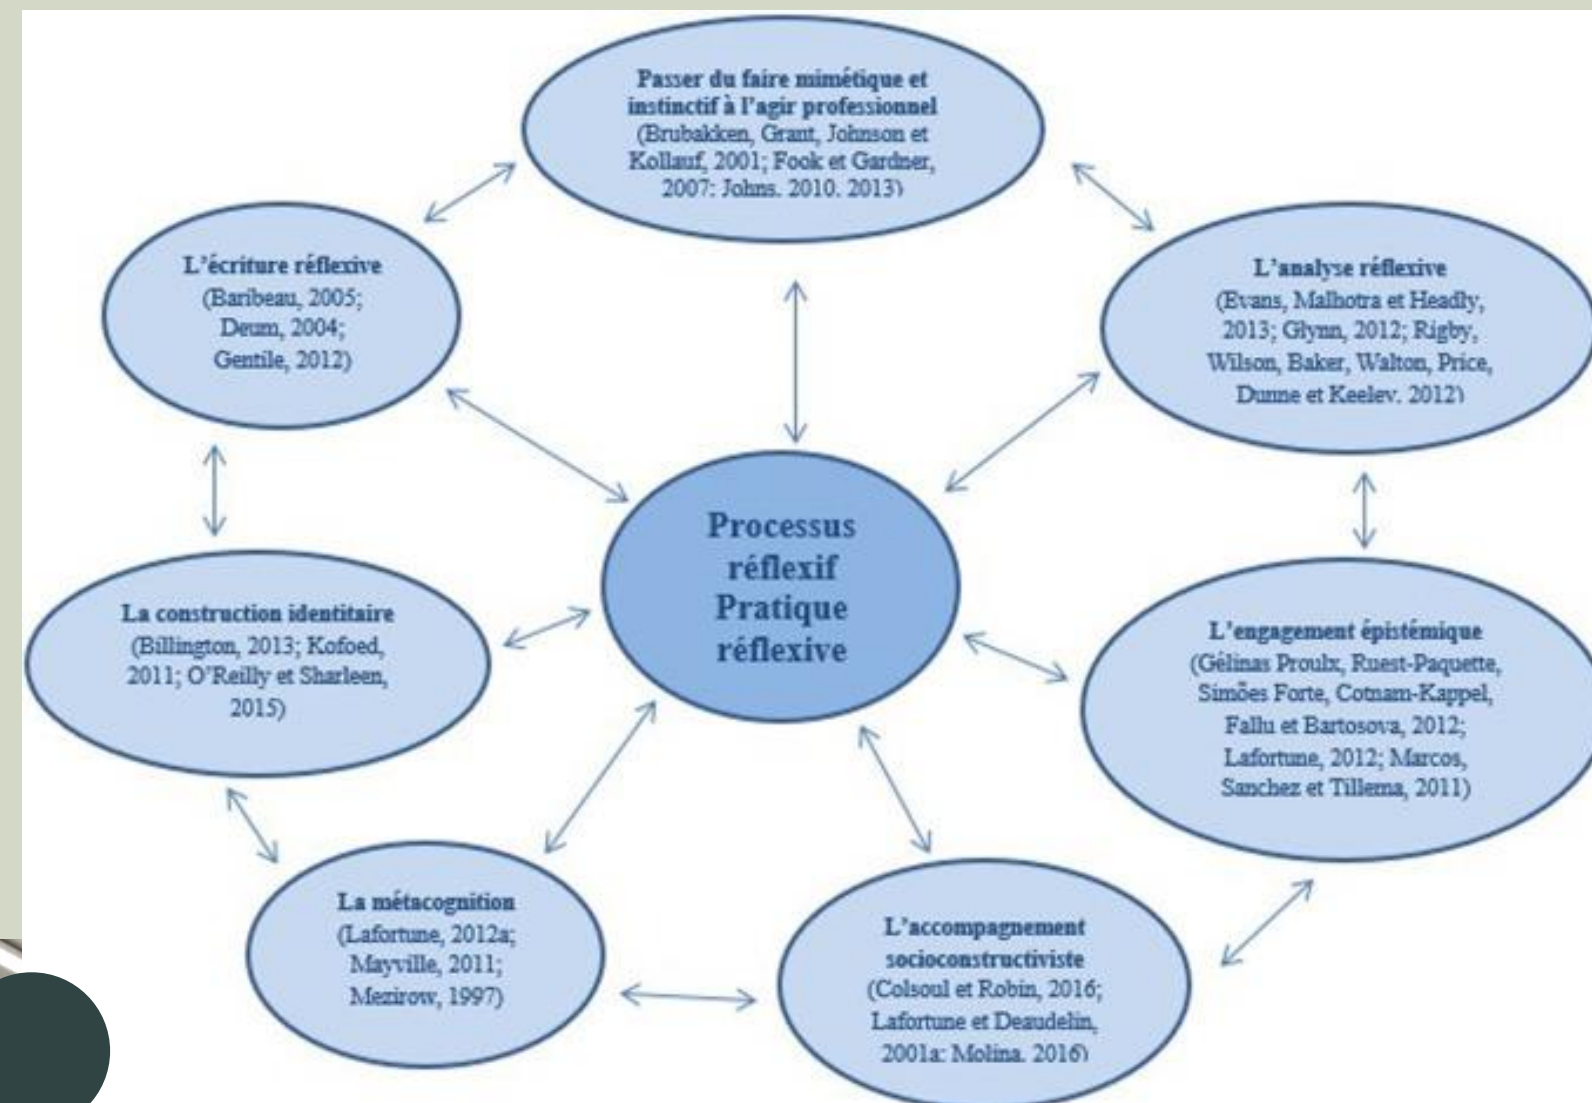 Passer du faire mimétique et
instinctif à l'agir professionnel
(Brubakken, Grant, Johnson et
Kollauf, 2001; Fook et Gardner,
2007; Johns, 2010, 2013)
L'écriture réflexive
(Baribeau, 2005;
Deum, 2004;
Gentile, 2012)
L'analyse réflexive
(Evans, Malhotra et Headly,
2013; Glynn, 2012; Rigby,
Wilson, Baker, Walton, Price,
Dunne et Keeley, 2012)
Processus
réflexif
Pratique
réflexive
La construction identitaire
(Billington, 2013; Kofoed,
2011; O'Reilly et Sharleen,
2015)
L'engagement épistémique
(Gélinas Proulx, Ruest-Paquette,
Simões Forte, Cotnam-Kappel,
Fallu et Bartosova, 2012;
Lafortune, 2012; Marcos,
Sanchez et Tillema, 2011)
La métacognition
(Lafortune, 2012a;
Mayville, 2011;
Mezirow, 1997)
L'accompagnement
socioconstructiviste
(Colsoul et Robin, 2016;
Lafortune et Deaudelin,
2001a; Molina, 2016)